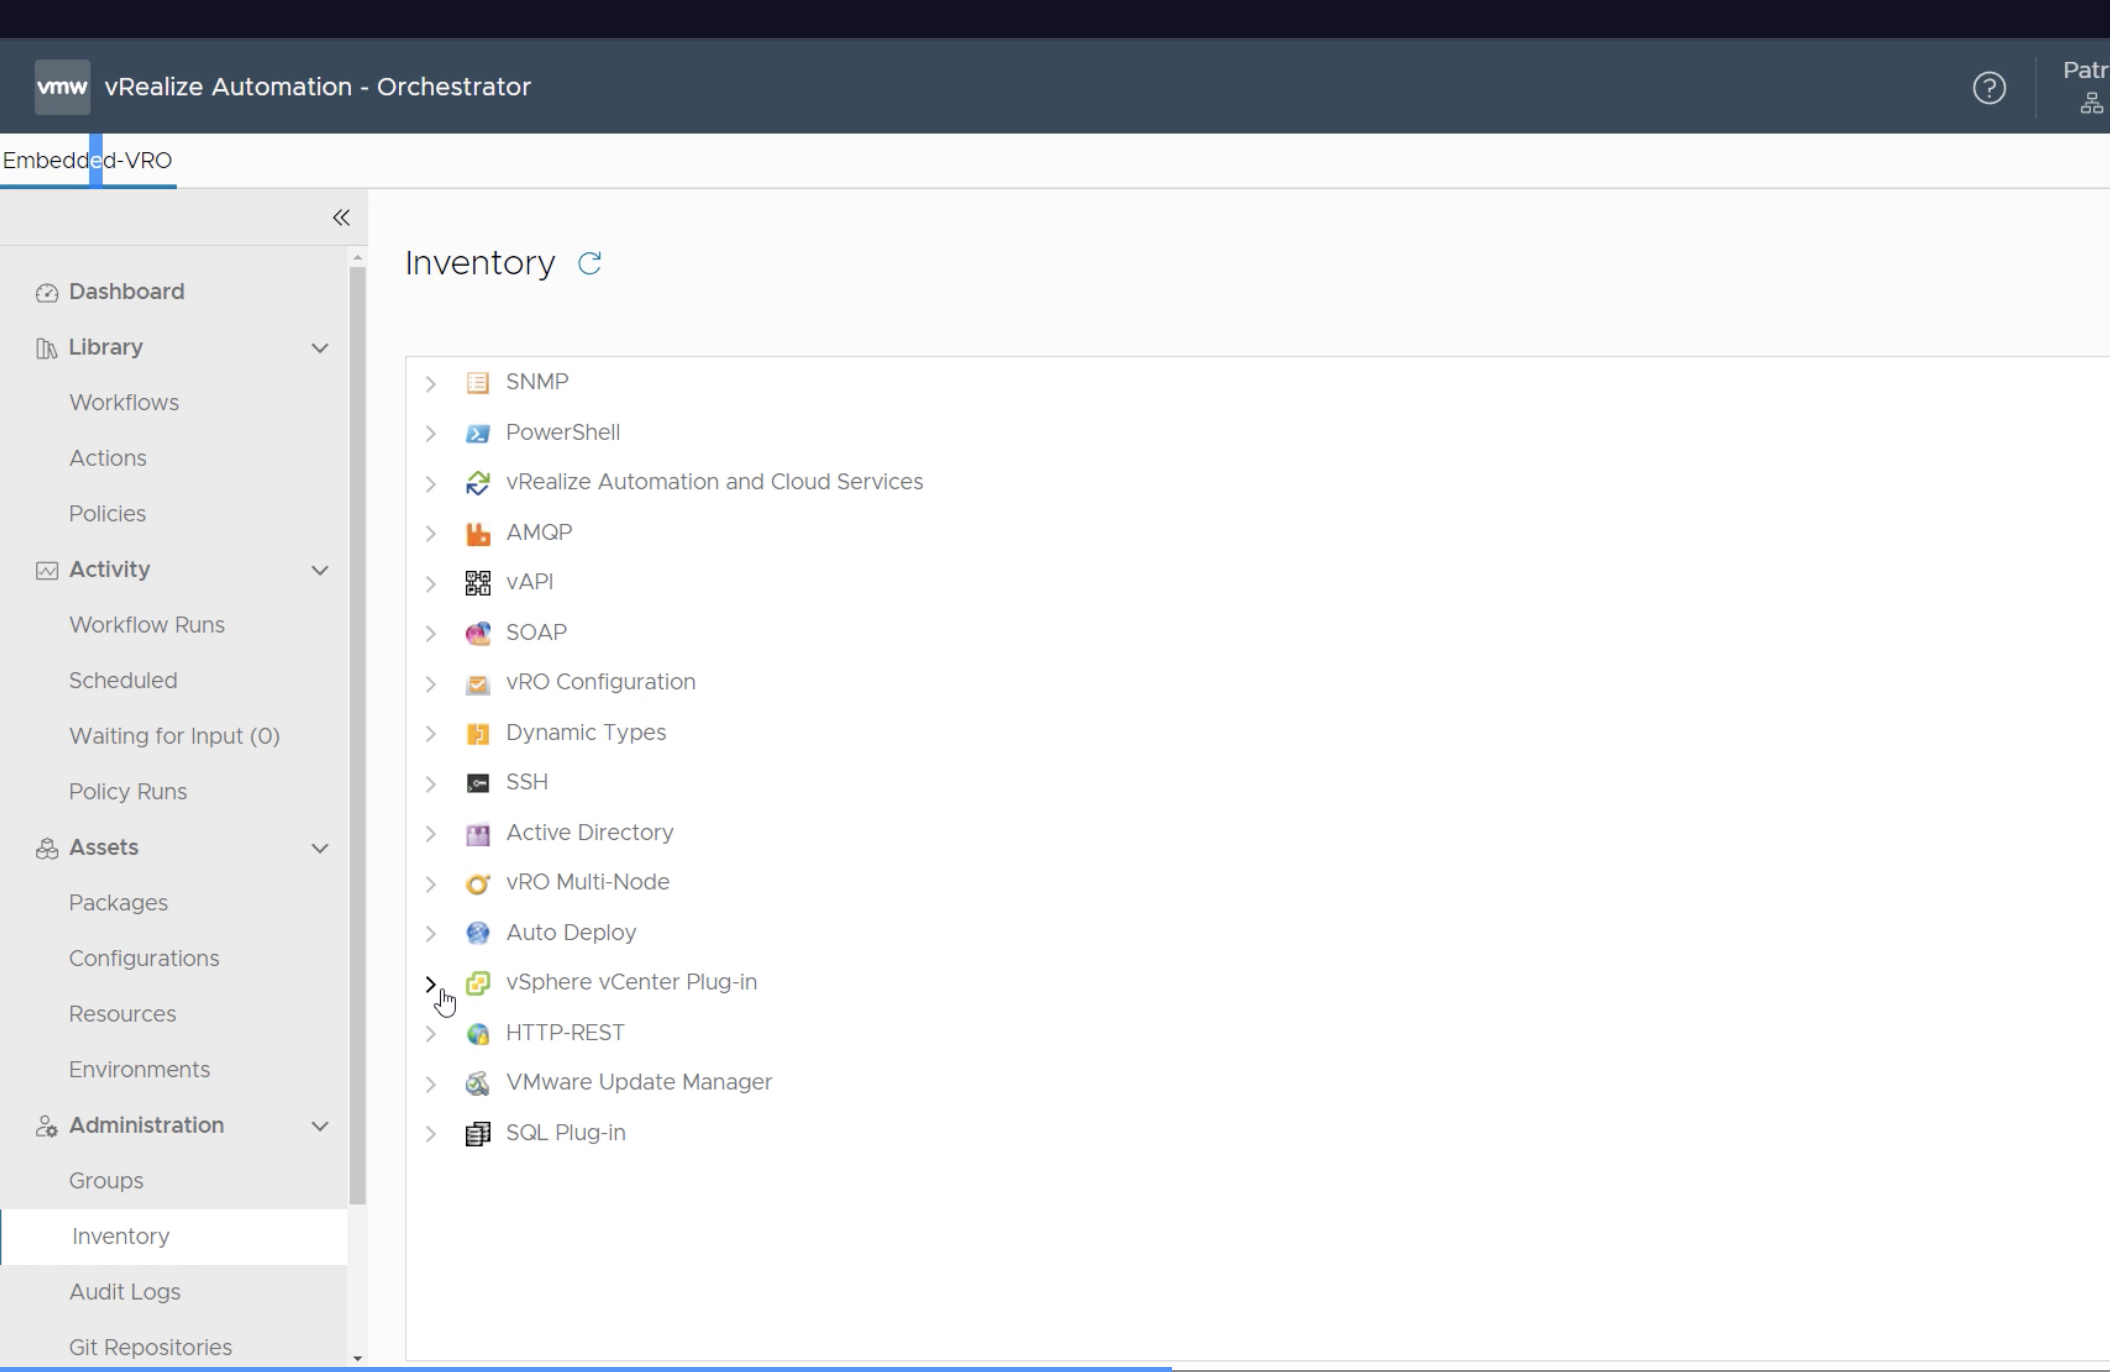 vmw vRealize Automation - Orchestrator
Patr
Embedded-VRO
Inventory
Dashboard
Library
Workflows
Actions
Policies
Activity
Workflow Runs
Scheduled
Waiting for Input (0)
Policy Runs
Assets
Packages
Configurations
Resources
Environments
Administration
Groups
Inventory
Audit Logs
Git Repositories
SNMP
PowerShell
vRealize Automation and Cloud Services
AMQP
vAPI
SOAP
vRO Configuration
Dynamic Types
SSH
Active Directory
vRO Multi-Node
Auto Deploy
vSphere vCenter Plug-in
HTTP-REST
VMware Update Manager
SQL Plug-in